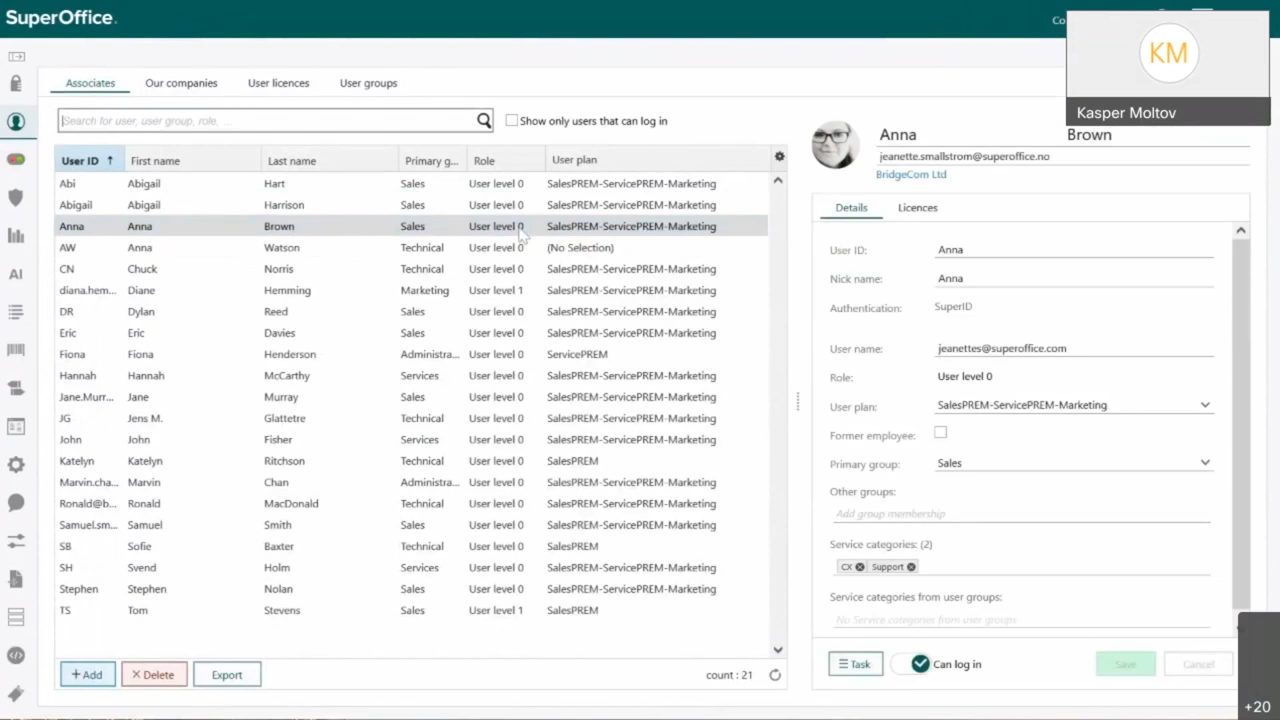 SuperOffice.
Co
KM
Kasper Moltov
Associates Our companies User licences User groups
Search for user, user group, role, ...
Show only users that can log in
User ID ↑ First name Last name Primary g... Role User plan
Abi Abigail Hart Sales User level 0 SalesPREM-ServicePREM-Marketing
Abigail Abigail Harrison Sales User level 0 SalesPREM-ServicePREM-Marketing
Anna Anna Brown Sales User level 0 SalesPREM-ServicePREM-Marketing
AW Anna Watson Technical User level 0 (No Selection)
CN Chuck Norris Technical User level 0 SalesPREM-ServicePREM-Marketing
diana.hem... Diane Hemming Marketing User level 1 SalesPREM-ServicePREM-Marketing
DR Dylan Reed Sales User level 0 SalesPREM-ServicePREM-Marketing
Eric Eric Davies Sales User level 0 SalesPREM-ServicePREM-Marketing
Fiona Fiona Henderson Administra... User level 0 ServicePREM
Hannah Hannah McCarthy Services User level 0 SalesPREM-ServicePREM-Marketing
Jane.Murr... Jane Murray Sales User level 0 SalesPREM-ServicePREM-Marketing
JG Jens M. Glattetre Technical User level 0 SalesPREM-ServicePREM-Marketing
John John Fisher Services User level 0 SalesPREM-ServicePREM-Marketing
Katelyn Katelyn Ritchson Technical User level 0 SalesPREM
Marvin.cha... Marvin Chan Administra... User level 0 SalesPREM-ServicePREM-Marketing
Ronald@b... Ronald MacDonald Technical User level 0 SalesPREM-ServicePREM-Marketing
Samuel.sm... Samuel Smith Sales User level 0 SalesPREM-ServicePREM-Marketing
SB Sofie Baxter Technical User level 0 SalesPREM
SH Svend Holm Services User level 0 SalesPREM-ServicePREM-Marketing
Stephen Stephen Nolan Sales User level 0 SalesPREM-ServicePREM-Marketing
TS Tom Stevens Sales User level 1 SalesPREM
+ Add × Delete Export count : 21
AI
Anna Brown
jeanette.smallstrom@superoffice.no
BridgeCom Ltd
Details Licences
User ID: Anna
Nick name: Anna
Authentication: SuperID
User name: jeanettes@superoffice.com
Role: User level 0
User plan: SalesPREM-ServicePREM-Marketing
Former employee:
Primary group: Sales
Other groups:
Add group membership
Service categories: (2)
CX Support
Service categories from user groups:
No Service categories from user groups
Task Can log in Save Cancel
+20